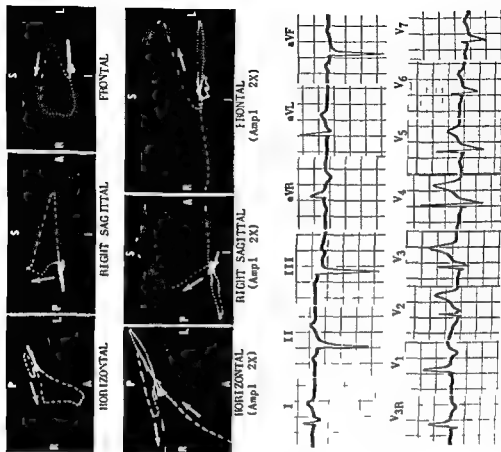 P S S
R L P A R L
A I I
HORIZONTAL RIGHT SAGITTAL FRONTAL
P S S
R L A R L
A I I
HORIZONTAL RIGHT SAGITTAL FRONTAL
(Ampl 2X) (Ampl 2X) (Ampl 2X)
I II III aVR aVL aVF
V3R V1 V2 V3 V4 V5 V6 V7